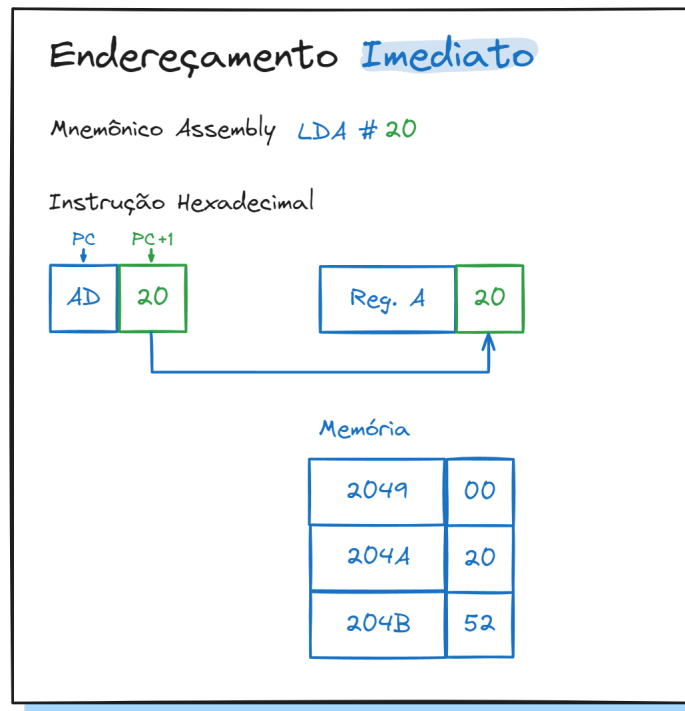 Endereçamento Imediato
Mnemônico Assembly LDA # 20
Instrução Hexadecimal
PC PC+1
AD 20 Reg. A 20
Memória
2049 00
204A 20
204B 52